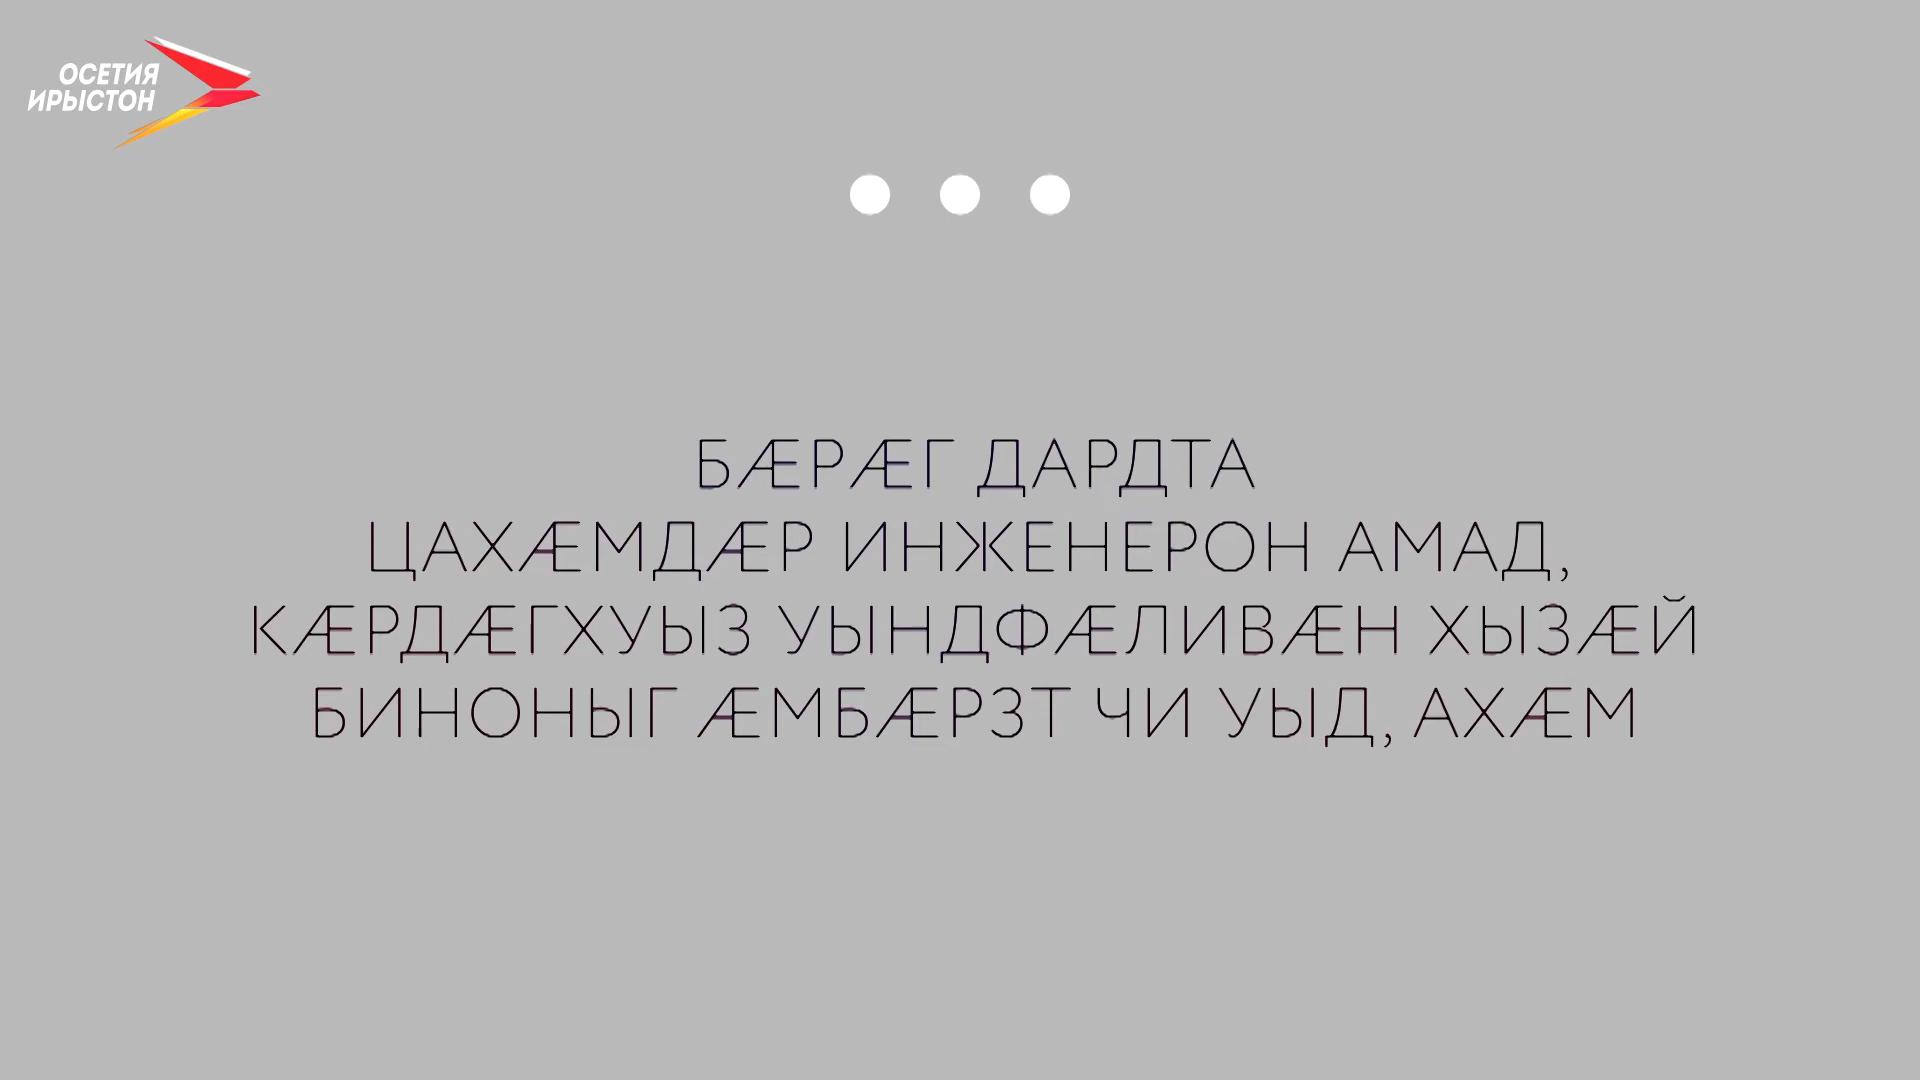 ОСЕТИЯ
ИРЫСТОН
БÆРÆГ ДАРДТА
ЦАХÆМДÆР ИНЖЕНЕРОН АМАД,
КÆРДÆГХУЫЗ УЫНДФÆЛИВÆН ХЫЗÆЙ
БИНОНЫГ ÆМБÆРЗТ ЧИ УЫД, АХÆМ